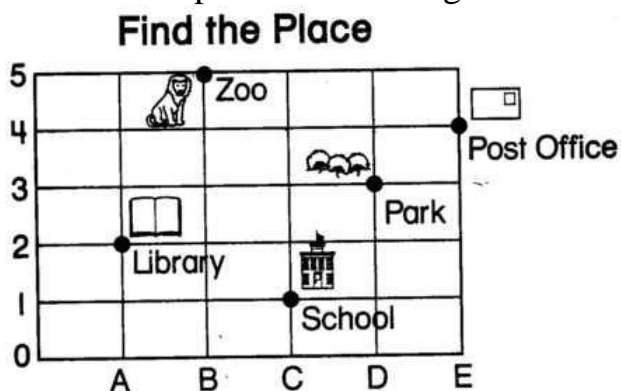 Find the Place
5
Zoo
4
Post Office
3
Park
2
Library
1
School
0
A B C D E